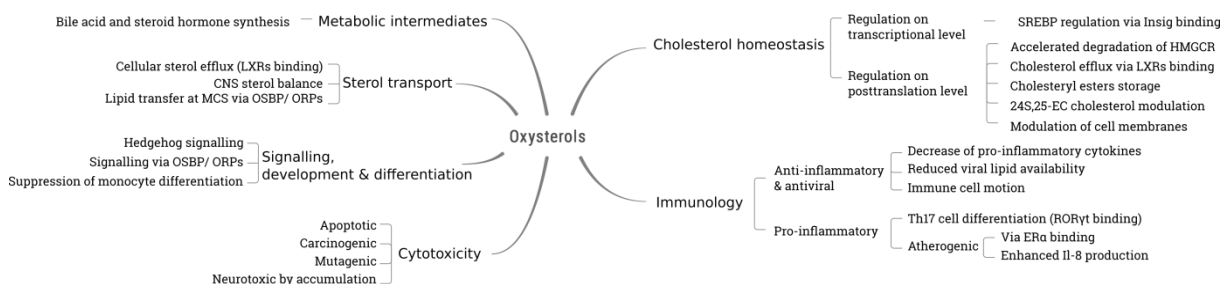 Oxysterols
Metabolic intermediates
Bile acid and steroid hormone synthesis
Sterol transport
Cellular sterol efflux (LXRs binding)
CNS sterol balance
Lipid transfer at MCS via OSBP/ ORPs
Signalling,
development & differentiation
Hedgehog signalling
Signalling via OSBP/ ORPs
Suppression of monocyte differentiation
Cytotoxicity
Apoptotic
Carcinogenic
Mutagenic
Neurotoxic by accumulation
Cholesterol homeostasis
Regulation on
transcriptional level
SREBP regulation via Insig binding
Regulation on
posttranslation level
Accelerated degradation of HMGCR
Cholesterol efflux via LXRs binding
Cholesteryl esters storage
24S,25-EC cholesterol modulation
Modulation of cell membranes
Immunology
Anti-inflammatory
& antiviral
Decrease of pro-inflammatory cytokines
Reduced viral lipid availability
Immune cell motion
Pro-inflammatory
Th17 cell differentiation (RORγt binding)
Atherogenic
Via ERα binding
Enhanced Il-8 production